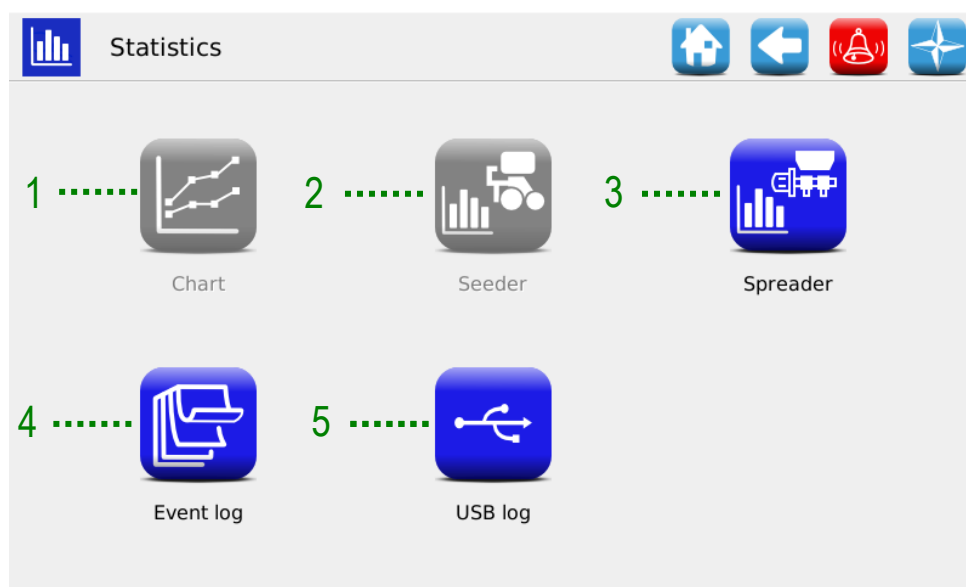 Statistics
1
2
3
Chart
Seeder
Spreader
4
5
Event log
USB log